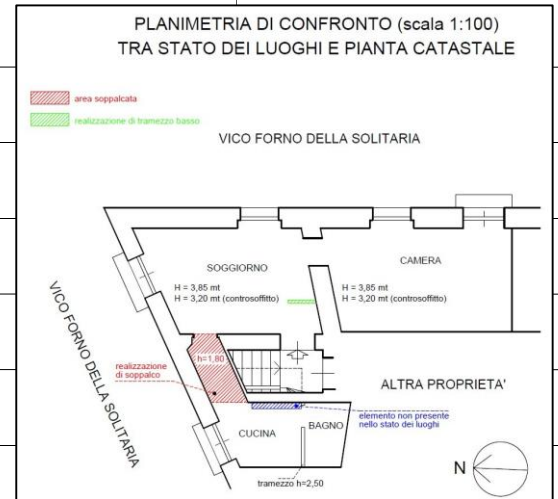 PLANIMETRIA DI CONFRONTO (scala 1:100)
TRA STATO DEI LUOGHI E PIANTA CATASTALE
area soppalcata
realizzazione di tramezzo basso
VICO FORNO DELLA SOLITARIA
SOGGIORNO
H = 3,85 mt
H = 3,20 mt (controsoffitto)
CAMERA
H = 3,85 mt
H = 3,20 mt (controsoffitto)
VICO FORNO DELLA SOLITARIA
h=1,80
realizzazione
di soppalco
ALTRA PROPRIETA'
elemento non presente
nello stato dei luoghi
CUCINA
BAGNO
tramezzo h=2,50
N